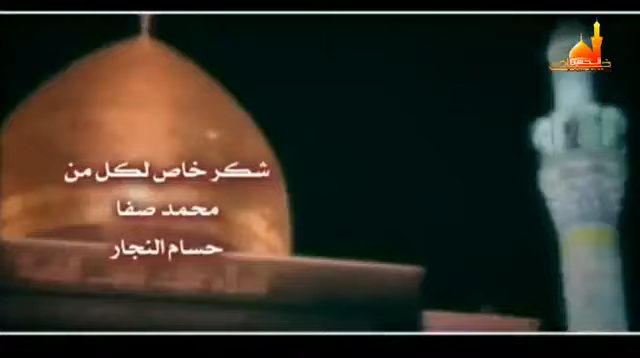 شكر خاص لكل من
محمد صفا
حسام النجار